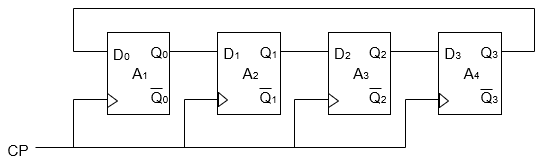 D0 Q0 D1 Q1 D2 Q2 D3 Q3
A1 A2 A3 A4
Q̅0 Q̅1 Q̅2 Q̅3
CP